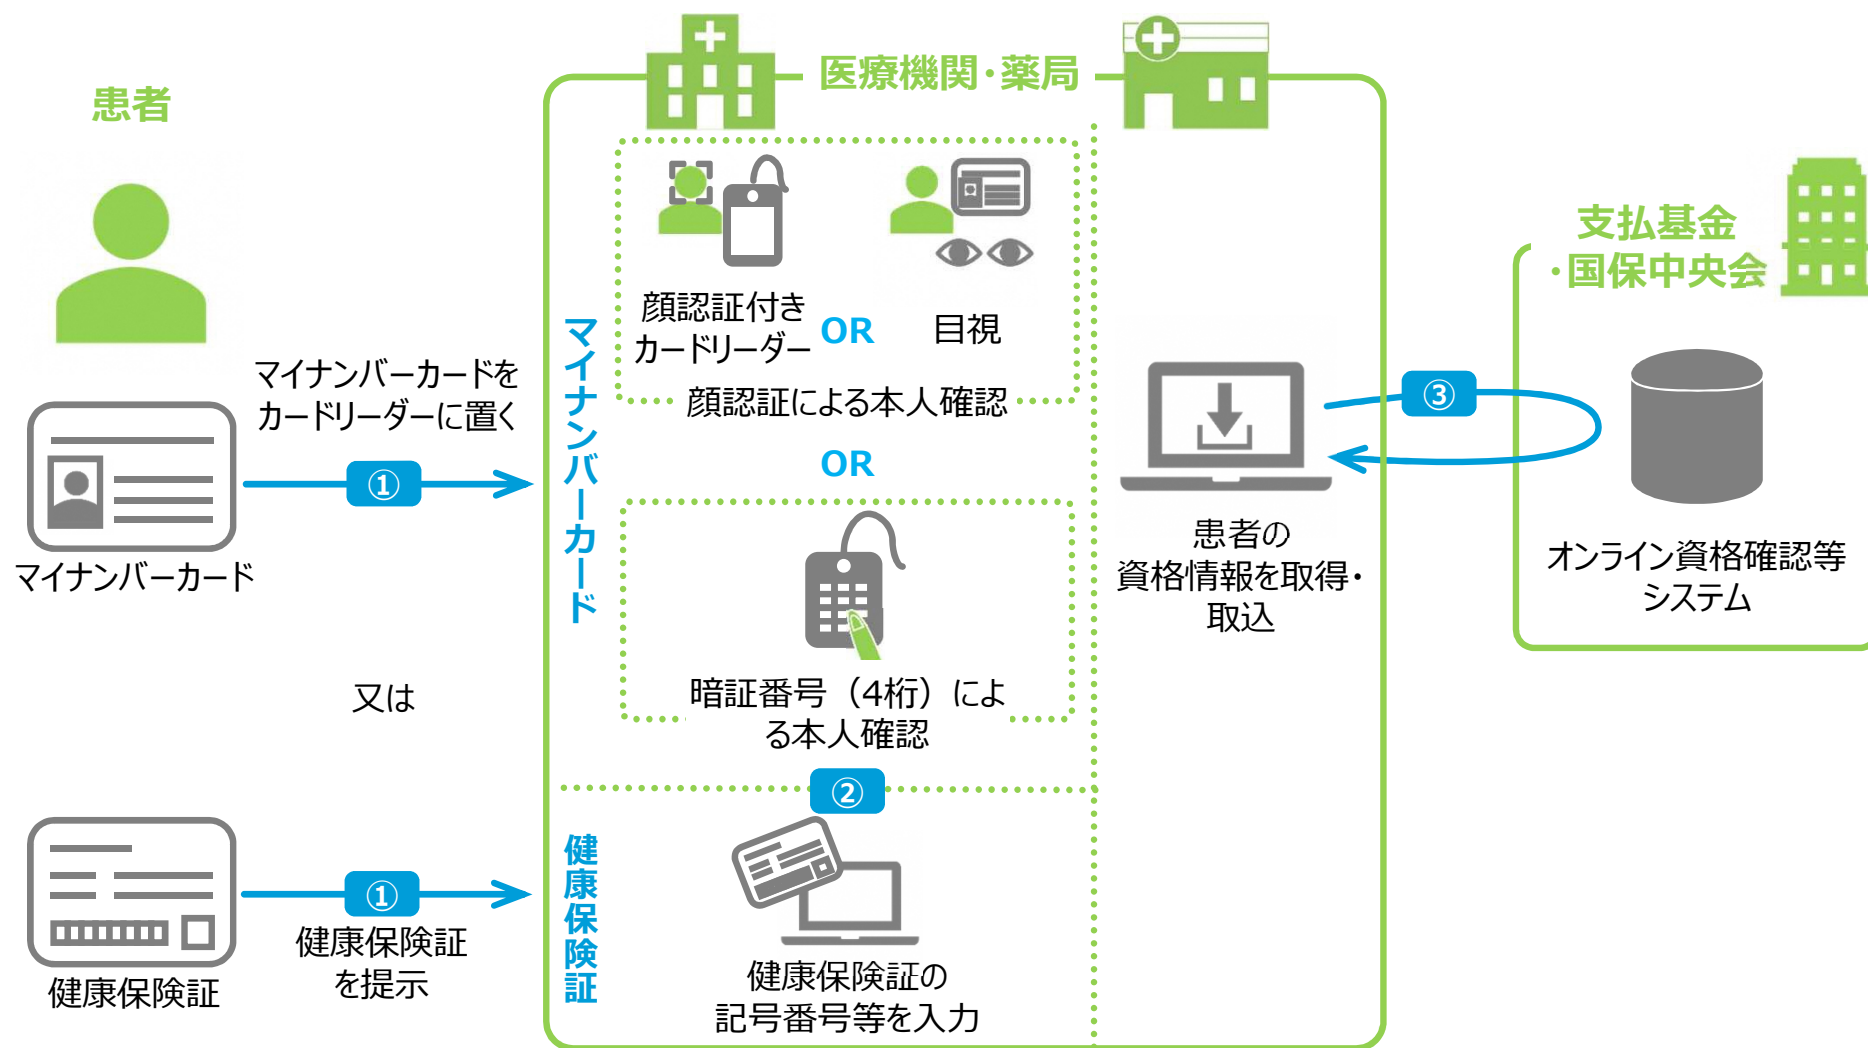 患者
マイナンバーカードを
カードリーダーに置く
①
マイナンバーカード
又は
①
健康保険証
を提示
健康保険証
医療機関・薬局
マイナンバーカード
顔認証付き
カードリーダー
OR
目視
顔認証による本人確認
OR
暗証番号（4桁）によ
る本人確認
②
健康保険証
健康保険証の
記号番号等を入力
患者の
資格情報を取得・
取込
③
支払基金
・国保中央会
オンライン資格確認等
システム